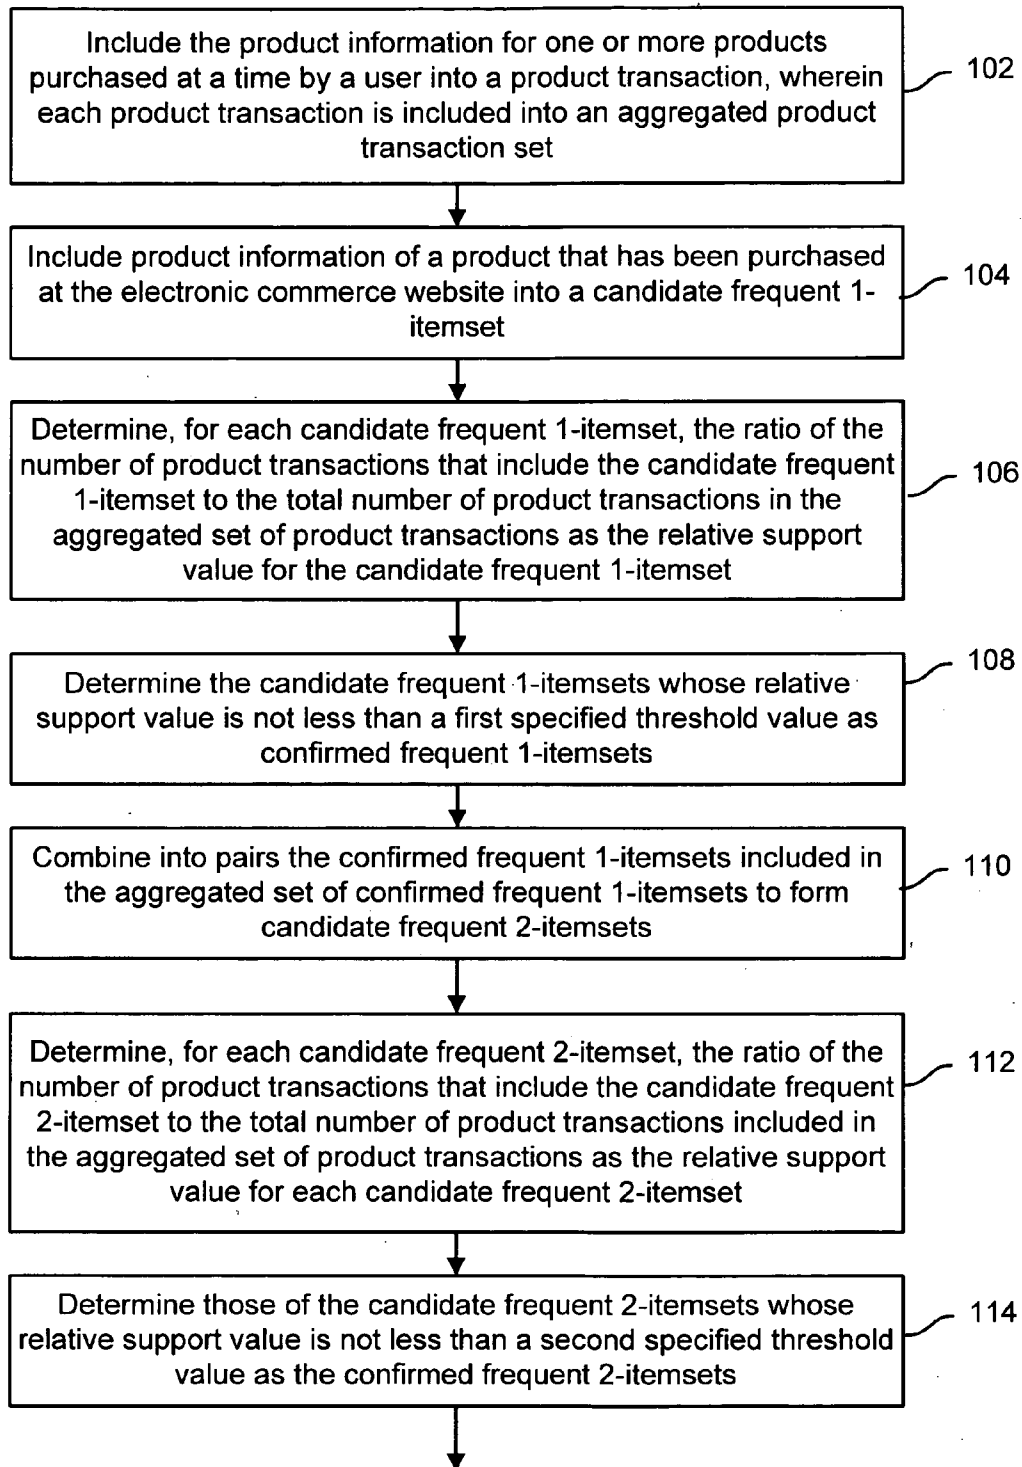 Include the product information for one or more products
purchased at a time by a user into a product transaction, wherein
each product transaction is included into an aggregated product
transaction set
102
Include product information of a product that has been purchased
at the electronic commerce website into a candidate frequent 1-
itemset
104
Determine, for each candidate frequent 1-itemset, the ratio of the
number of product transactions that include the candidate frequent
1-itemset to the total number of product transactions in the
aggregated set of product transactions as the relative support
value for the candidate frequent 1-itemset
106
Determine the candidate frequent 1-itemsets whose relative
support value is not less than a first specified threshold value as
confirmed frequent 1-itemsets
108
Combine into pairs the confirmed frequent 1-itemsets included in
the aggregated set of confirmed frequent 1-itemsets to form
candidate frequent 2-itemsets
110
Determine, for each candidate frequent 2-itemset, the ratio of the
number of product transactions that include the candidate frequent
2-itemset to the total number of product transactions included in
the aggregated set of product transactions as the relative support
value for each candidate frequent 2-itemset
112
Determine those of the candidate frequent 2-itemsets whose
relative support value is not less than a second specified threshold
value as the confirmed frequent 2-itemsets
114